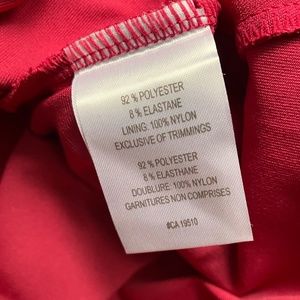 92 % POLYESTER
8 % ELASTANE
LINING: 100% NYLON
EXCLUSIVE OF TRIMMINGS
92 % POLYESTER
8 % ELASTHANE
DOUBLURE: 100% NYLON
GARNITURES NON COMPRISES
#CA 19510